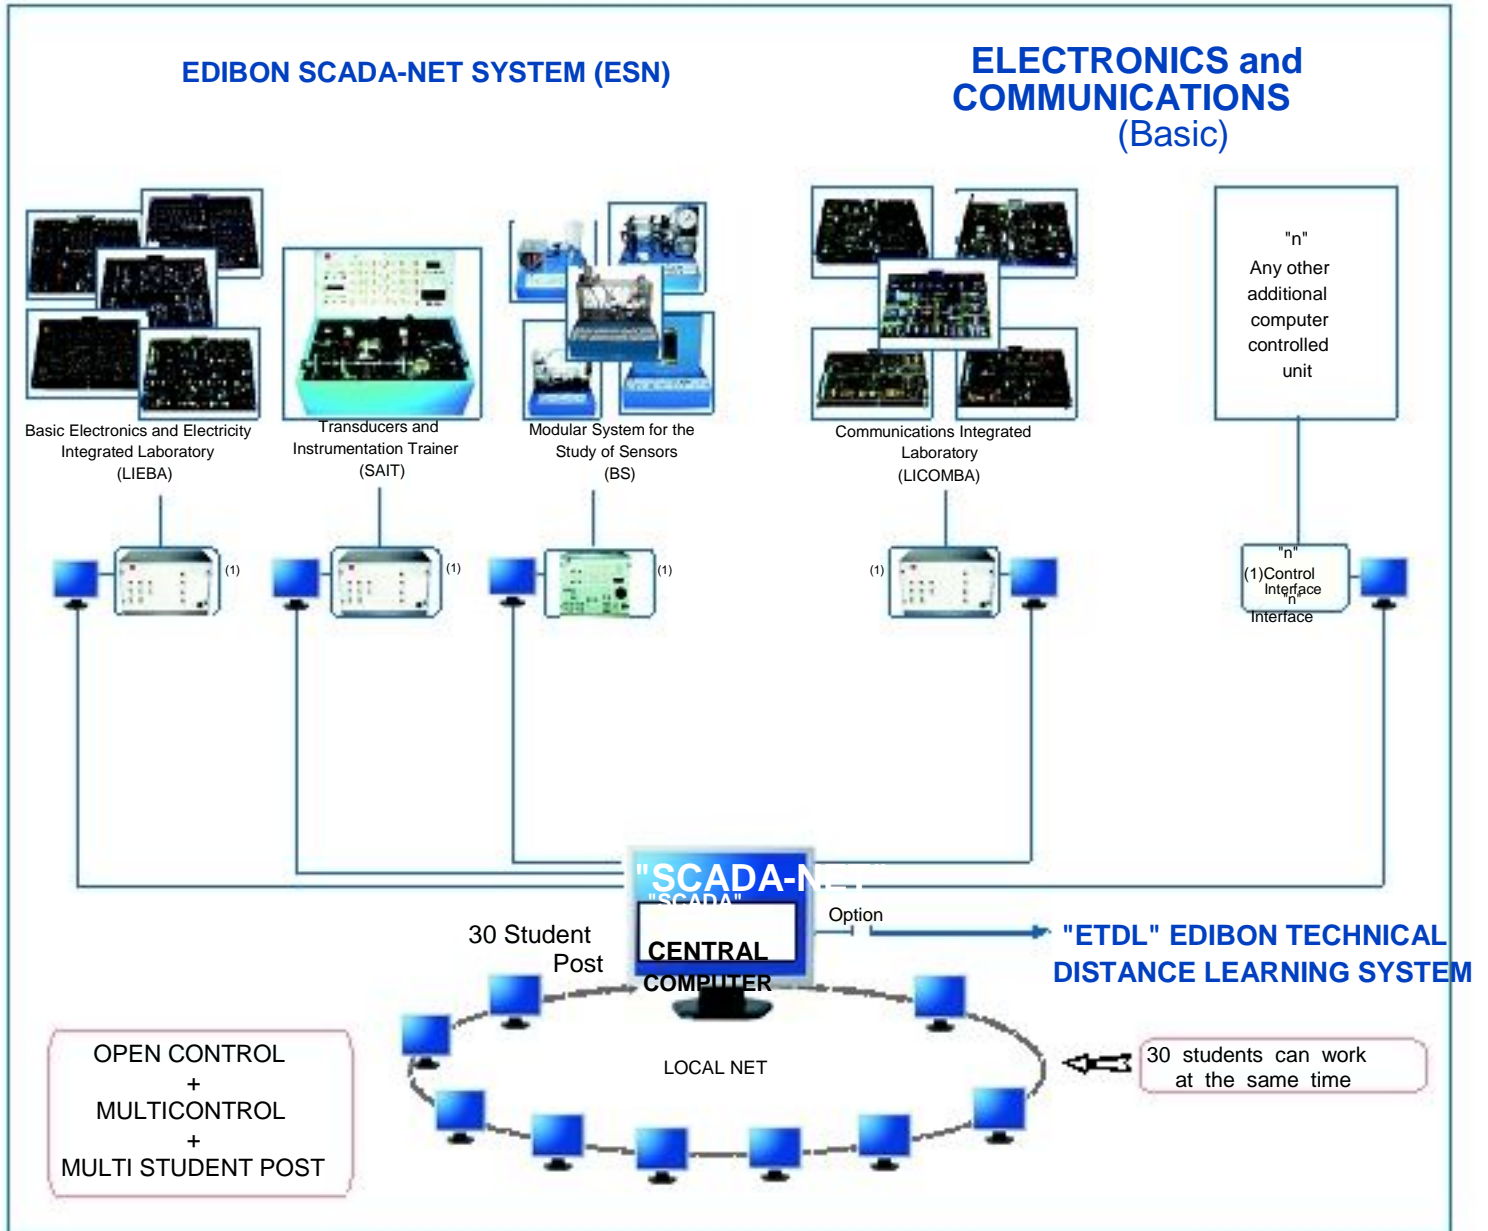 EDIBON SCADA-NET SYSTEM (ESN)
ELECTRONICS and
COMMUNICATIONS
(Basic)
Basic Electronics and Electricity
Integrated Laboratory
(LIEBA)
Transducers and
Instrumentation Trainer
(SAIT)
Modular System for the
Study of Sensors
(BS)
Communications Integrated
Laboratory
(LICOMBA)
"n"
Any other
additional
computer
controlled
unit
(1)
(1)
(1)
(1)
"n"
(1)Control
Interface
"n"
Interface
"SCADA-NET"
"SCADA"
CENTRAL
COMPUTER
30 Student
Post
Option
"ETDL" EDIBON TECHNICAL
DISTANCE LEARNING SYSTEM
LOCAL NET
OPEN CONTROL
+
MULTICONTROL
+
MULTI STUDENT POST
30 students can work
at the same time